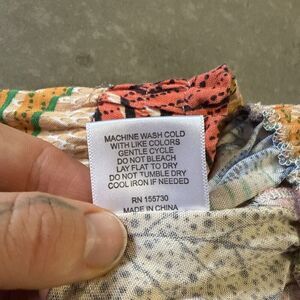 MACHINE WASH COLD
WITH LIKE COLORS
GENTLE CYCLE
DO NOT BLEACH
LAY FLAT TO DRY
DO NOT TUMBLE DRY
COOL IRON IF NEEDED
RN 155730
MADE IN CHINA